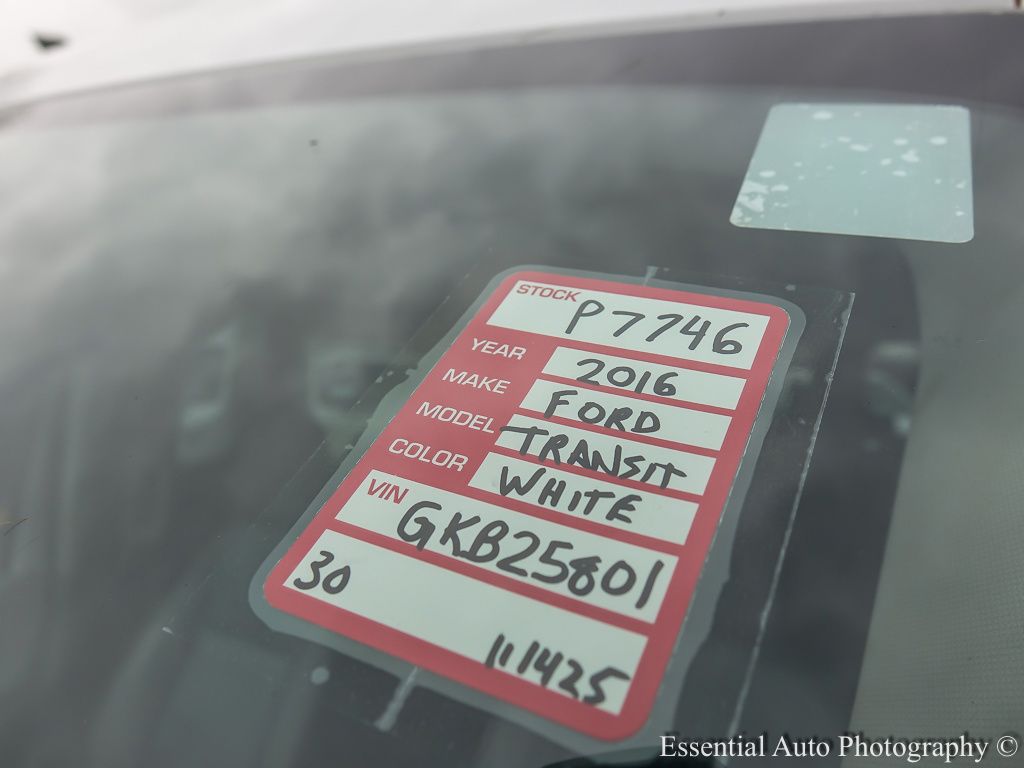 STOCK P7746
YEAR 2016
MAKE FORD
MODEL TRANSIT
COLOR WHITE
VIN GKB25801
30
111425
Essential Auto Photography ©